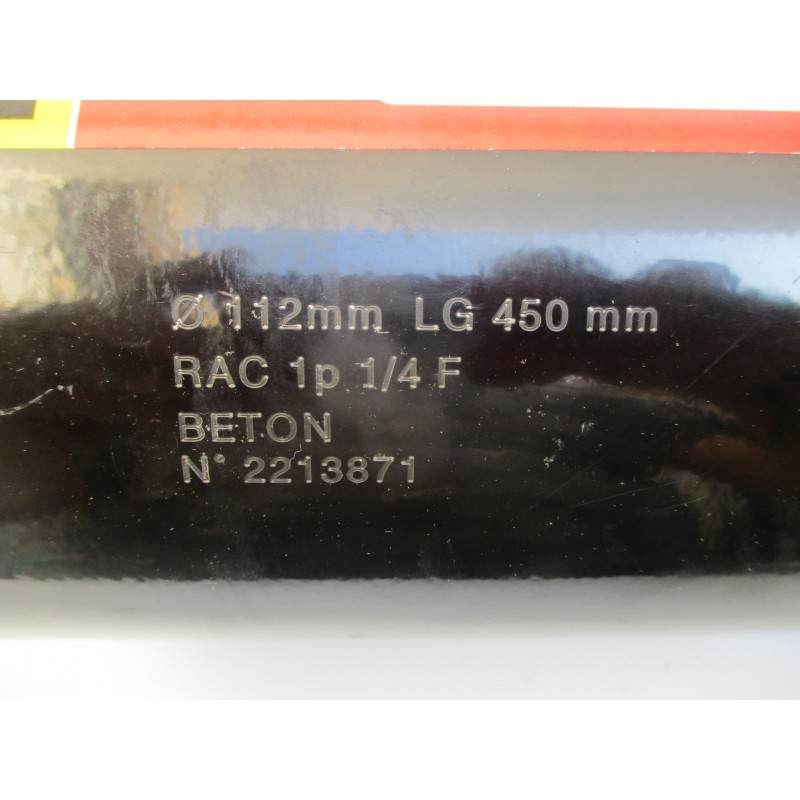 Ø 112mm LG 450 mm
RAC 1p 1/4 F
BETON
N° 2213871